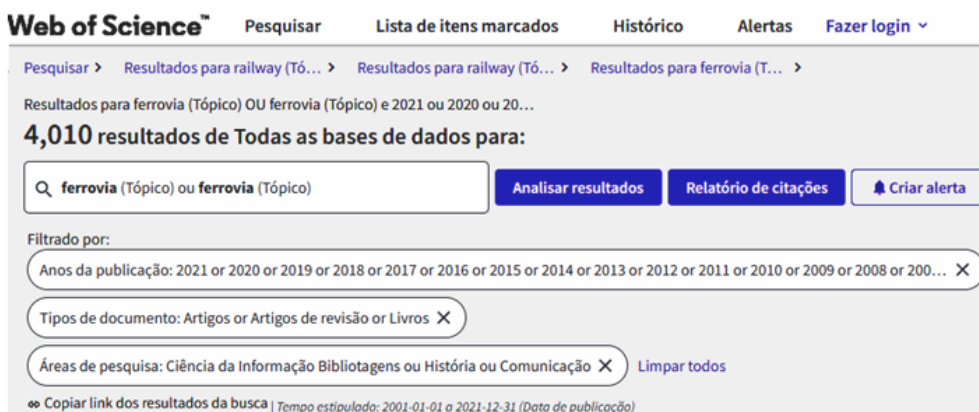 Web of Science™ Pesquisar Lista de itens marcados Histórico Alertas Fazer login
Pesquisar > Resultados para railway (Tó... > Resultados para railway (Tó... > Resultados para ferrovia (T... >
Resultados para ferrovia (Tópico) OU ferrovia (Tópico) e 2021 ou 2020 ou 20...
4,010 resultados de Todas as bases de dados para:
ferrovia (Tópico) ou ferrovia (Tópico) Analisar resultados Relatório de citações Criar alerta
Filtrado por:
Anos da publicação: 2021 or 2020 or 2019 or 2018 or 2017 or 2016 or 2015 or 2014 or 2013 or 2012 or 2011 or 2010 or 2009 or 2008 or 200... ×
Tipos de documento: Artigos or Artigos de revisão or Livros ×
Áreas de pesquisa: Ciência da Informação Bibliotagens ou História ou Comunicação × Limpar todos
Copiar link dos resultados da busca | Tempo estipulado: 2001-01-01 a 2021-12-31 (Data de publicação)